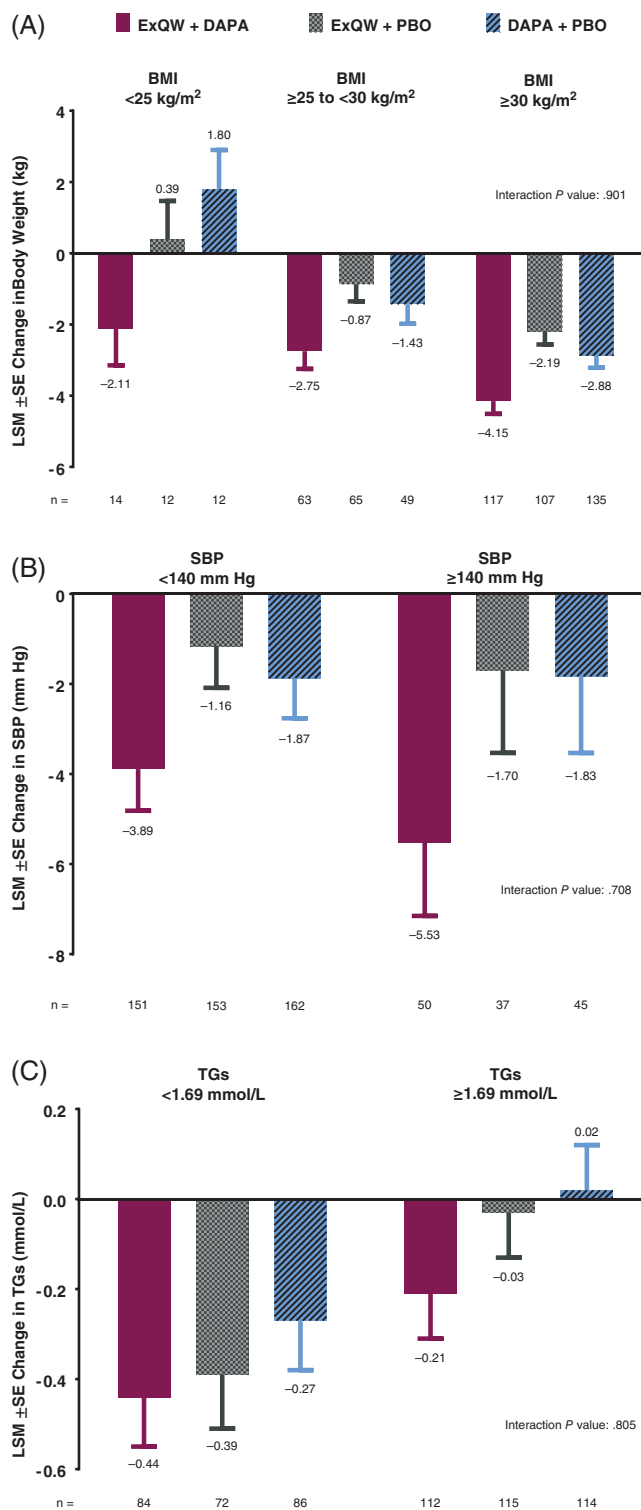 (A)
ExQW + DAPA ExQW + PBO DAPA + PBO
BMI BMI BMI
<25 kg/m² ≥25 to <30 kg/m² ≥30 kg/m²
LSM ±SE Change inBody Weight (kg)
4
2
0
-2
-4
-6
1.80
0.39
Interaction P value: .901
−0.87
−1.43
−2.11
−2.19
−2.75
−2.88
−4.15
n = 14 12 12 63 65 49 117 107 135
(B)
SBP SBP
<140 mm Hg ≥140 mm Hg
LSM ±SE Change in SBP (mm Hg)
0
-2
-4
-6
-8
−1.16
−1.87
−1.70
−1.83
−3.89
−5.53
Interaction P value: .708
n = 151 153 162 50 37 45
(C)
TGs TGs
<1.69 mmol/L ≥1.69 mmol/L
LSM ±SE Change in TGs (mmol/L)
0.2
0.0
-0.2
-0.4
-0.6
0.02
−0.03
−0.21
−0.27
−0.39
−0.44
Interaction P value: .805
n = 84 72 86 112 115 114